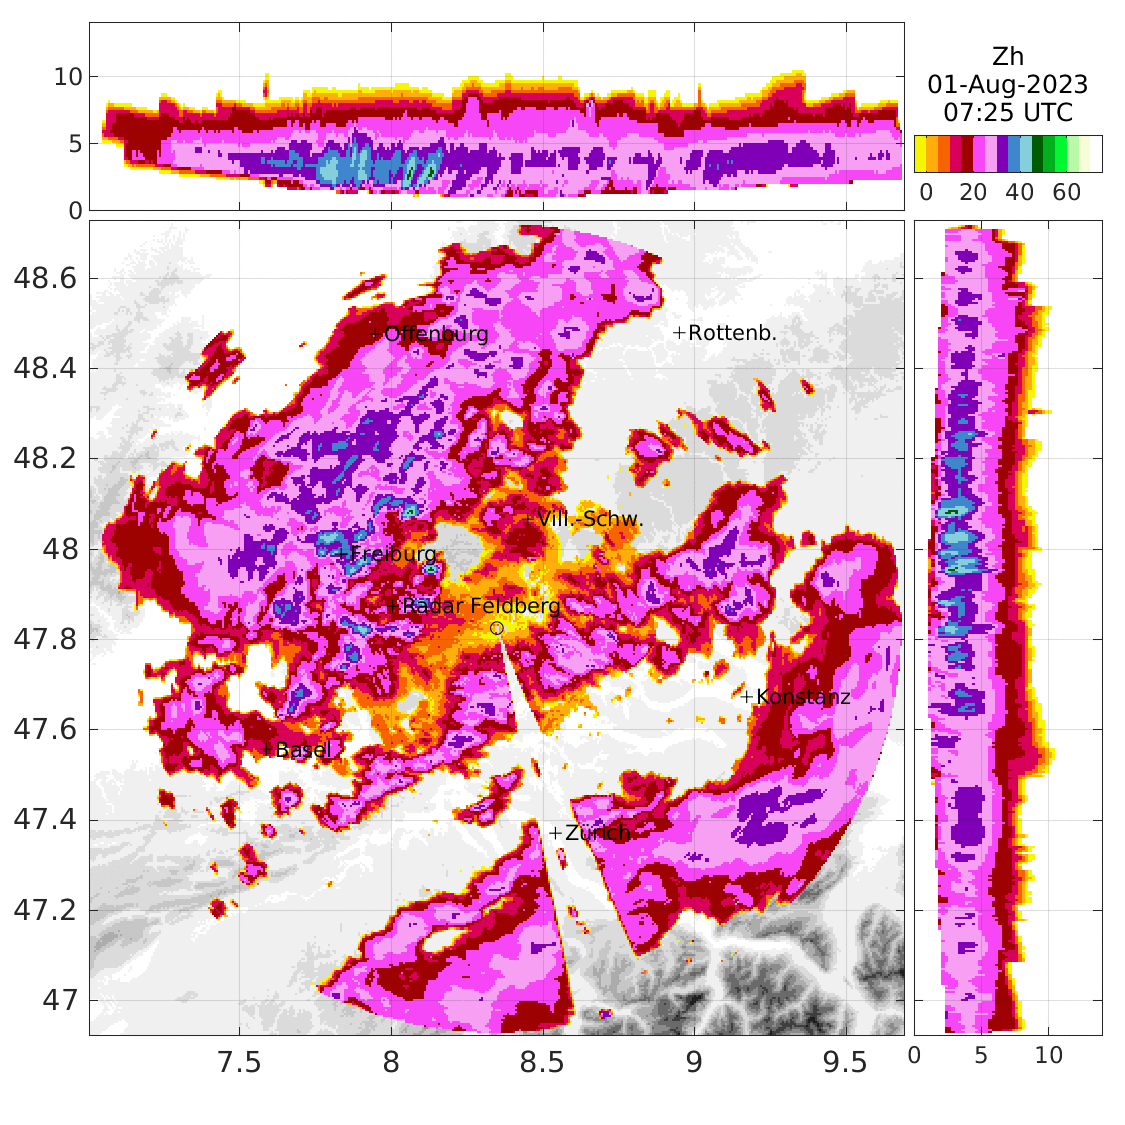 Zh
01-Aug-2023
07:25 UTC
0 20 40 60
10
5
0
48.6
48.4
48.2
48
47.8
47.6
47.4
47.2
47
+Offenburg
+Rottenb.
+Vill.-Schw.
+Freiburg
+Radar Feldberg
+Konstanz
+Basel
+Zürich
7.5 8 8.5 9 9.5
0 5 10